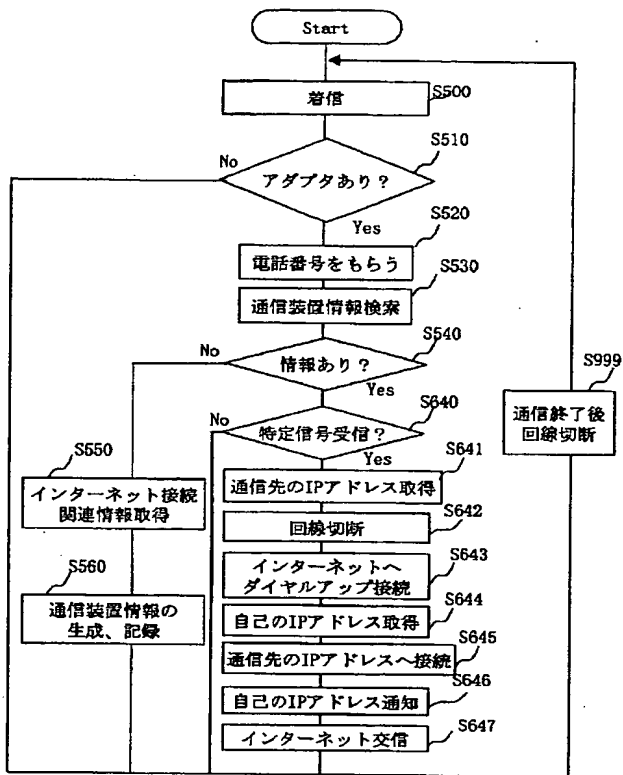 Start
着信
S500
アダプタあり?
S510
No
Yes
電話番号をもらう
S520
通信装置情報検索
S530
情報あり?
S540
No
Yes
特定信号受信?
S640
No
Yes
S999
通信終了後
回線切断
S550
インターネット接続
関連情報取得
S560
通信装置情報の
生成、記録
通信先のIPアドレス取得
S641
回線切断
S642
インターネットへ
ダイヤルアップ接続
S643
自己のIPアドレス取得
S644
通信先のIPアドレスへ接続
S645
自己のIPアドレス通知
S646
インターネット交信
S647